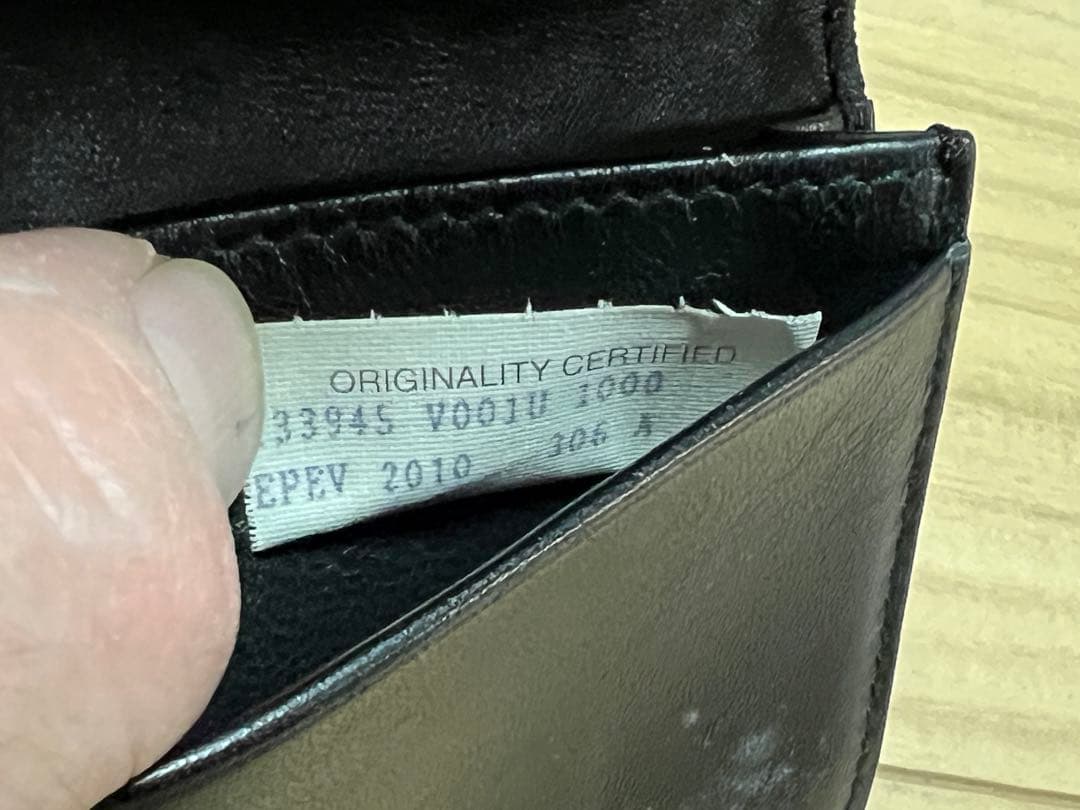 ORIGINALITY CERTIFIED
33945 V001U 1000
EPEV 2010 306 A